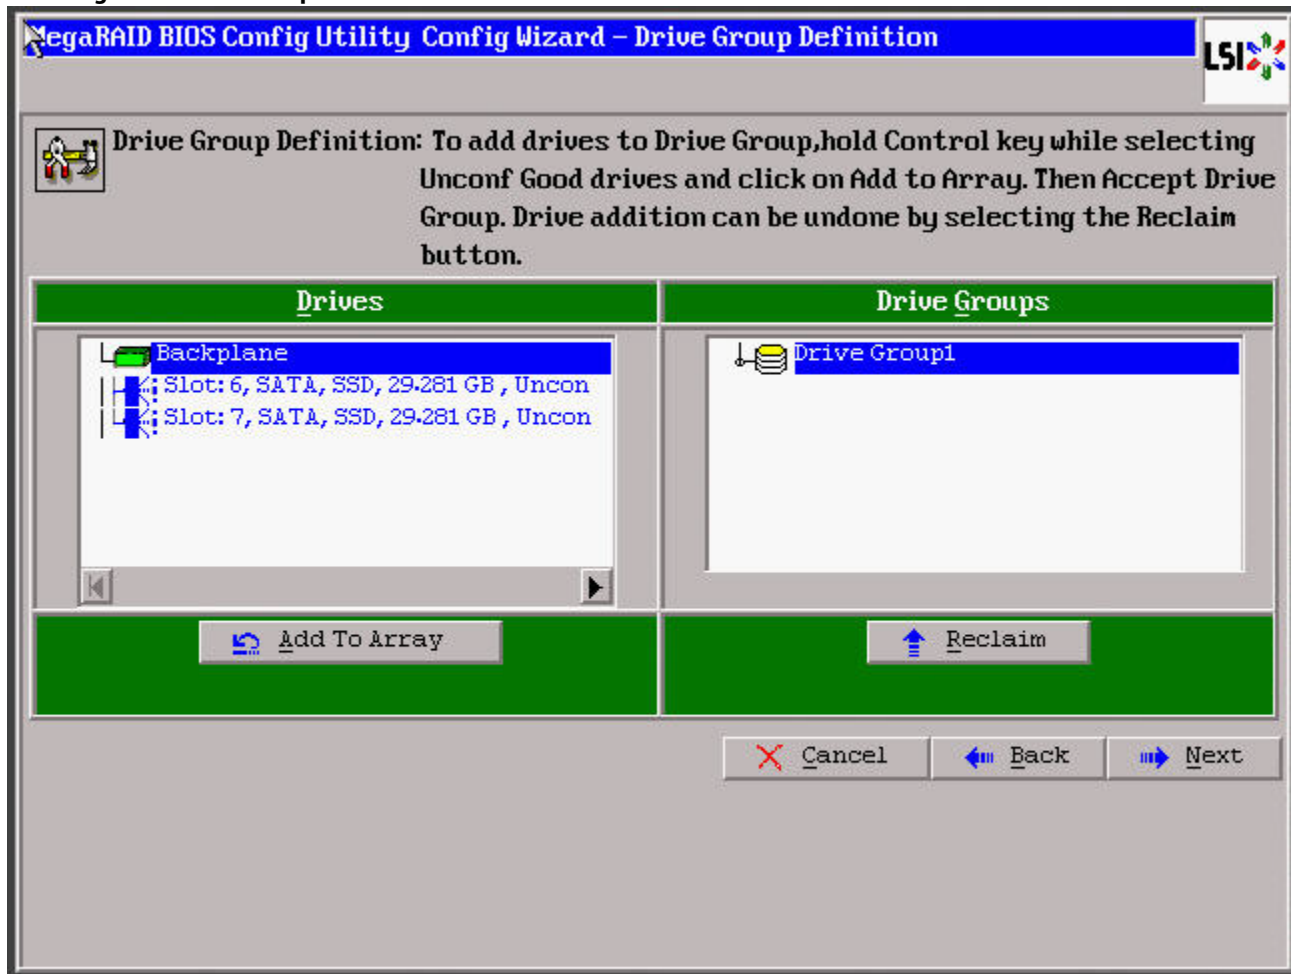 MegaRAID BIOS Config Utility Config Wizard – Drive Group Definition
LSI
Drive Group Definition: To add drives to Drive Group,hold Control key while selecting
Unconf Good drives and click on Add to Array. Then Accept Drive
Group. Drive addition can be undone by selecting the Reclaim
button.
Drives
Drive Groups
Backplane
Slot: 6, SATA, SSD, 29.281 GB , Uncon
Slot: 7, SATA, SSD, 29.281 GB , Uncon
Drive Group1
Add To Array
Reclaim
Cancel
Back
Next